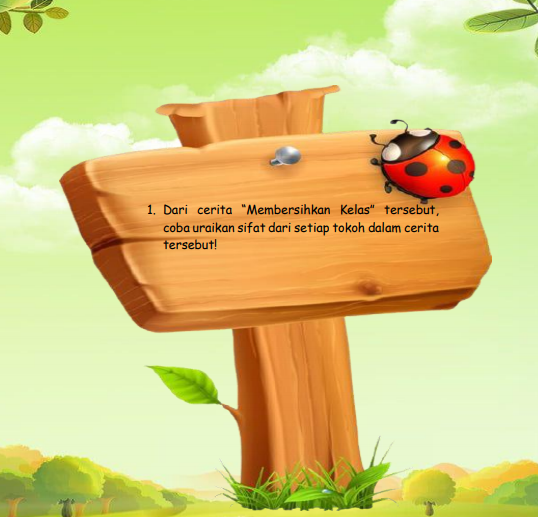 1. Dari cerita “Membersihkan Kelas” tersebut,
coba uraikan sifat dari setiap tokoh dalam cerita
tersebut!